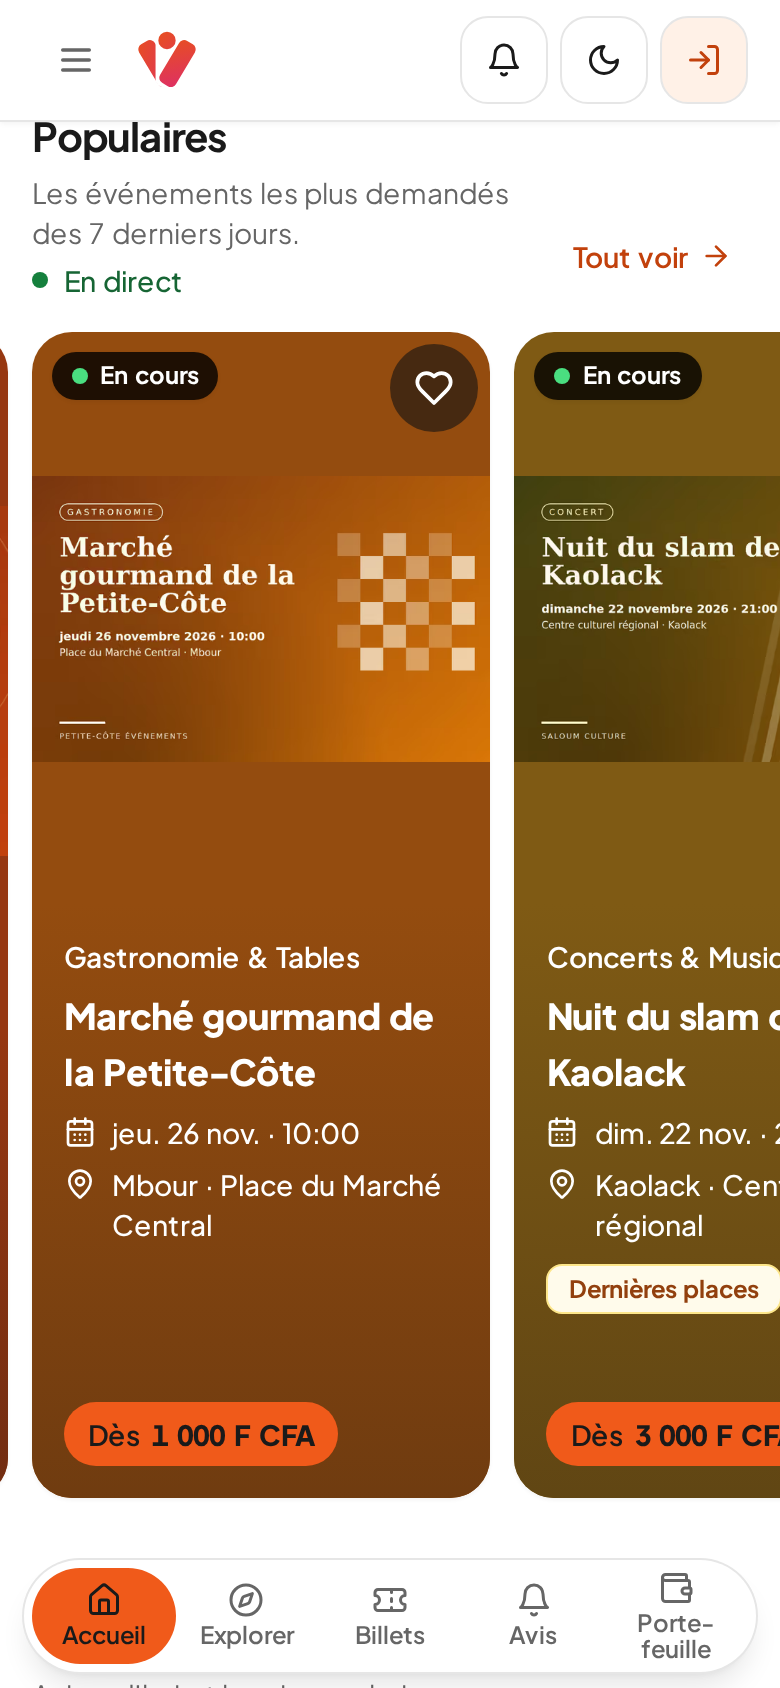 Populaires
Les événements les plus demandés
des 7 derniers jours.
En direct
Tout voir
En cours
GASTRONOMIE
Marché
gourmand de la
Petite-Côte
jeudi 26 novembre 2026 · 10:00
Place du Marché Central · Mbour
PETITE-CÔTE ÉVÉNEMENTS
Gastronomie & Tables
Marché gourmand de
la Petite-Côte
jeu. 26 nov. · 10:00
Mbour · Place du Marché
Central
Dès 1 000 F CFA
En cours
CONCERT
Nuit du slam de
Kaolack
dimanche 22 novembre 2026 · 21:00
Centre culturel régional · Kaolack
SALOUM CULTURE
Concerts &
Nuit du slam
Kaolack
dim. 22 nov. ·
Kaolack ·
régional
Dernières places
Dès 3 000 F
Accueil
Explorer
Billets
Avis
Porte-
feuille